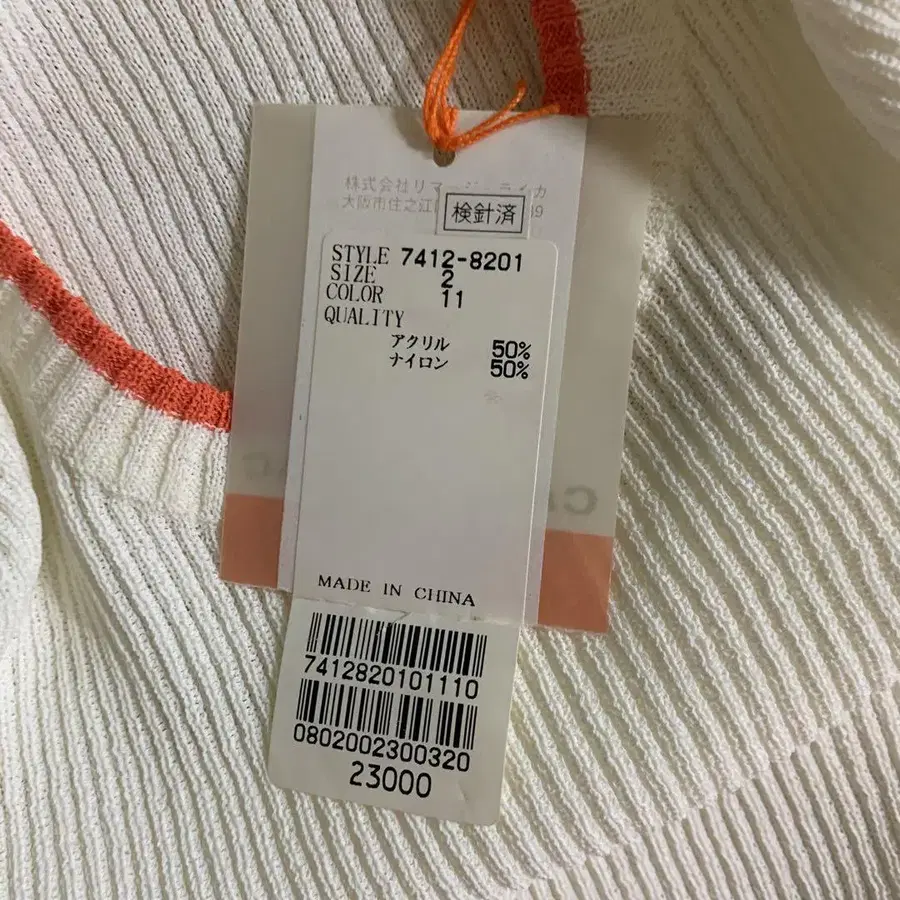 株式会社リマ
大阪市住之江
検針済
STYLE 7412-8201
SIZE 2
COLOR 11
QUALITY
アクリル 50%
ナイロン 50%
MADE IN CHINA
7412820101110
0802002300320
23000